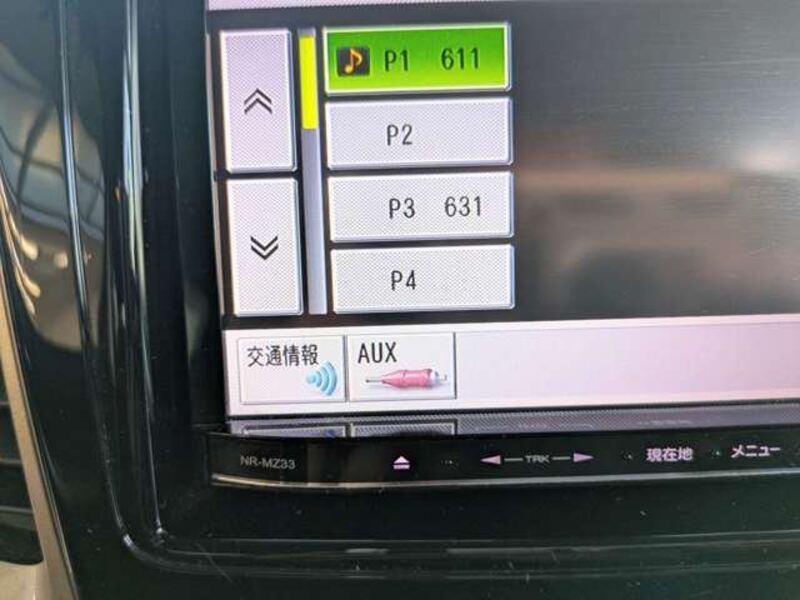 P1 611
P2
P3 631
P4
交通情報 AUX
NR-MZ33 TRK 現在地 メニュー